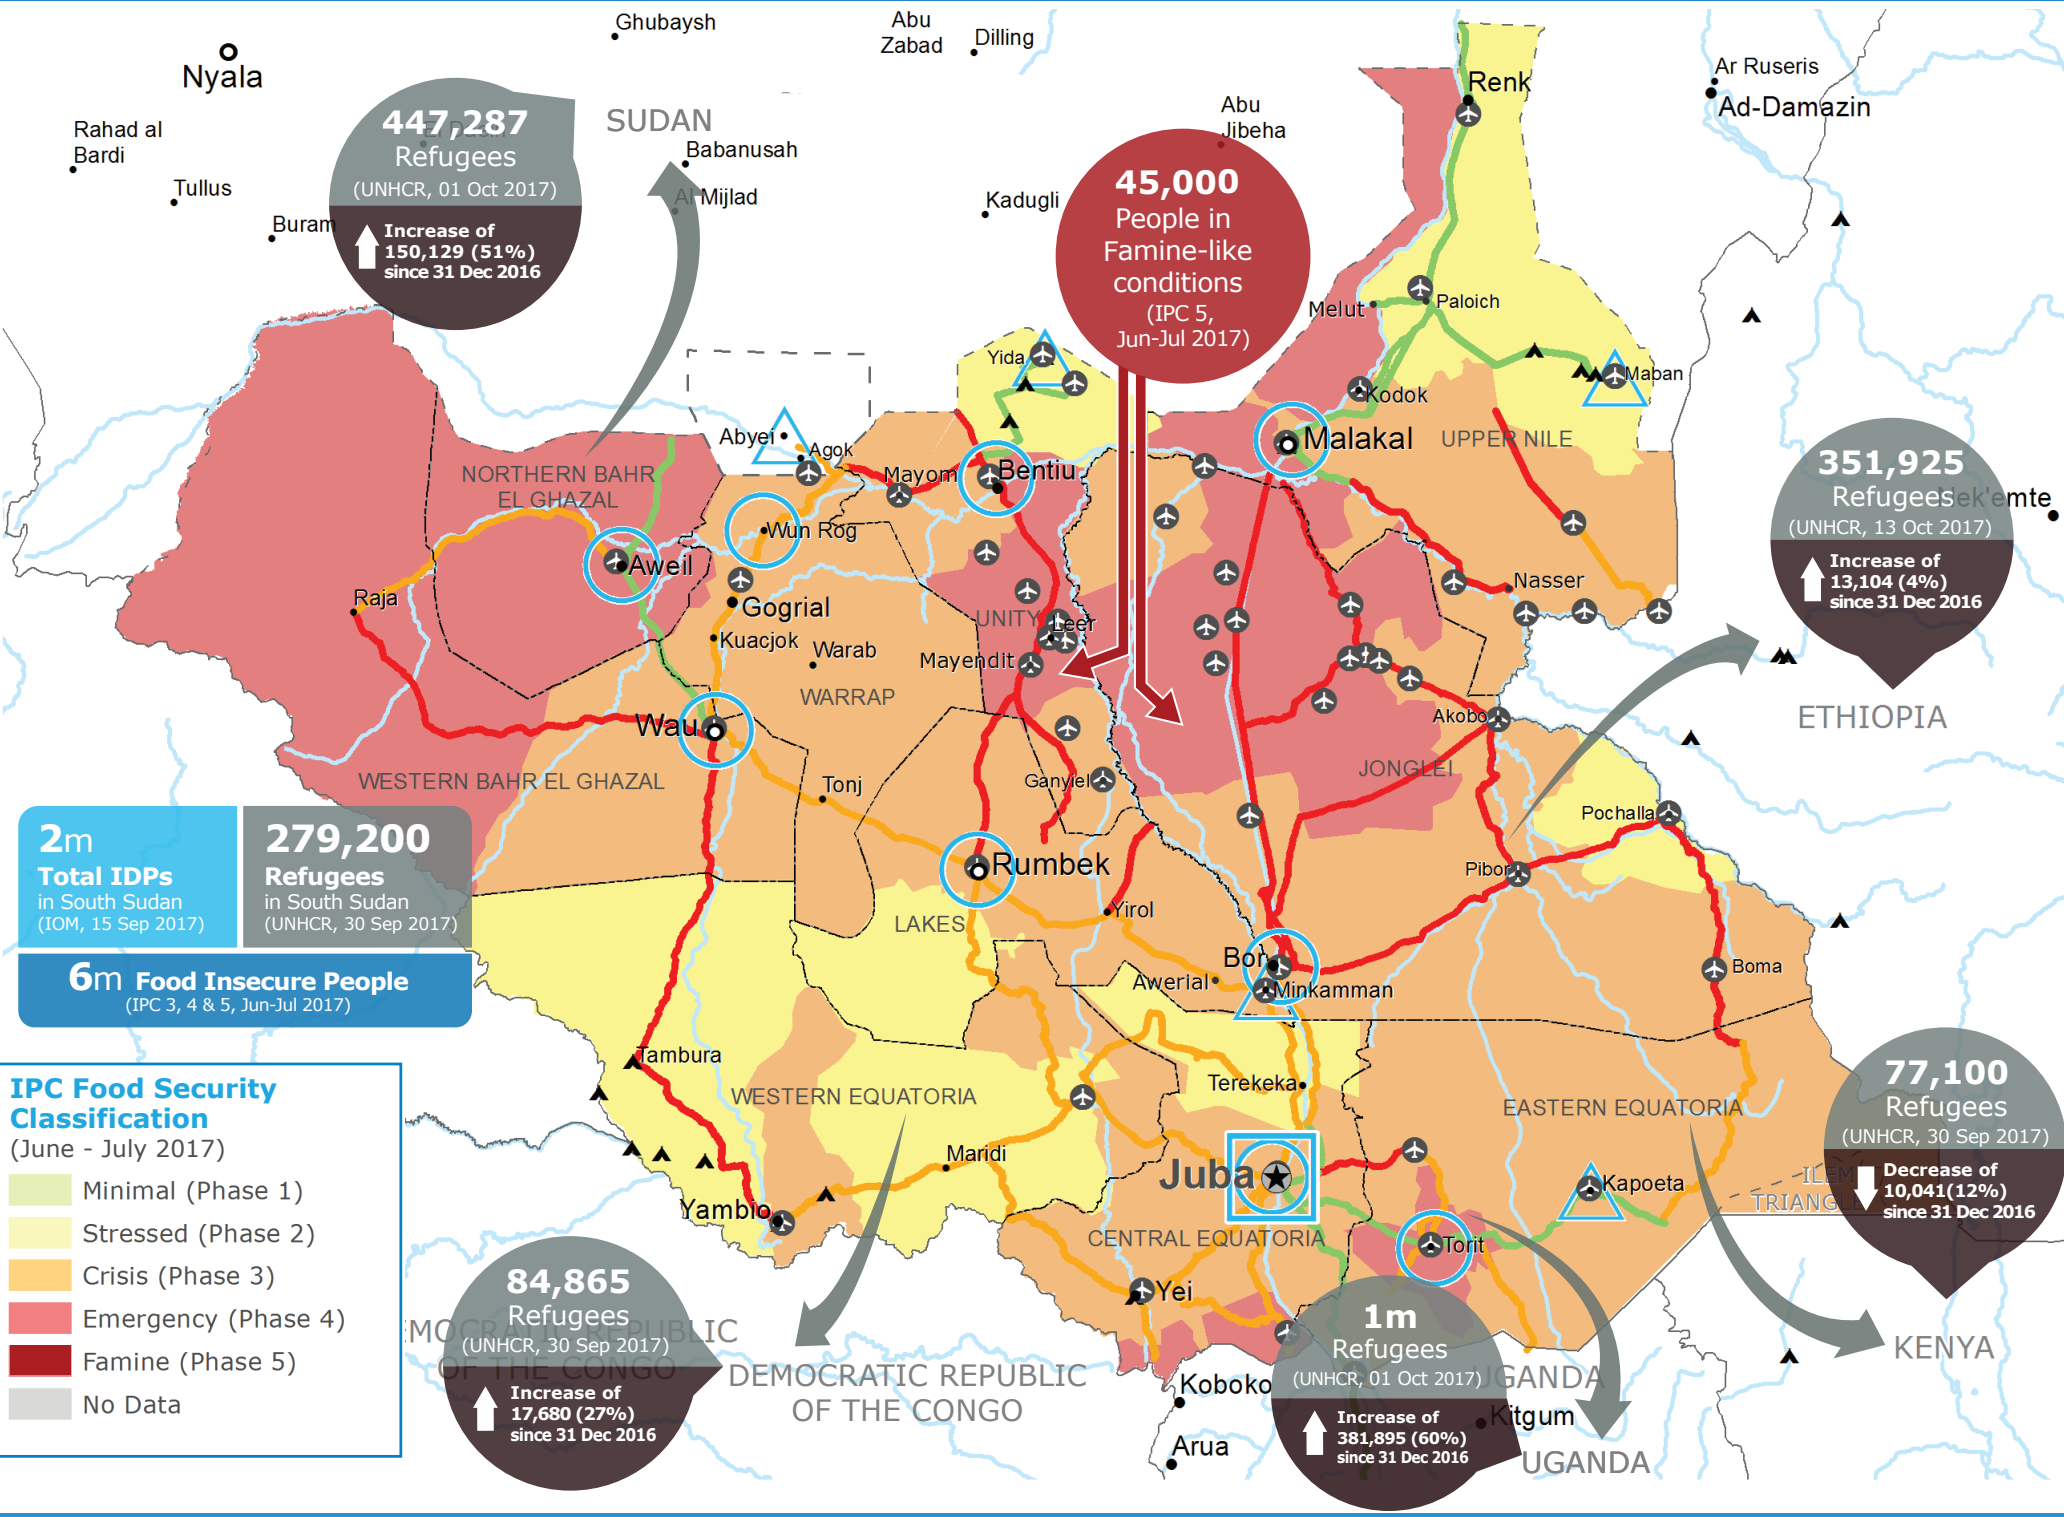 Ghubaysh
Abu
Zabad
Dilling
Nyala
Renk
Ar Ruseris
Ad-Damazin
Abu
Jibeha
Rahad al
Bardi
447,287
Refugees
(UNHCR, 01 Oct 2017)
Increase of
150,129 (51%)
since 31 Dec 2016
SUDAN
Babanusah
Al Mijlad
Tullus
Buram
Kadugli
45,000
People in
Famine-like
conditions
(IPC 5,
Jun-Jul 2017)
Melut
Paloich
Yida
Maban
Kodok
Abyei
Agok
Malakal
UPPER NILE
NORTHERN BAHR
EL GHAZAL
Mayom
Bentiu
351,925
Refugees
(UNHCR, 13 Oct 2017)
Increase of
13,104 (4%)
since 31 Dec 2016
Nek'emte
Wun Rog
Aweil
Nasser
Raja
Gogrial
Kuacjok
Warab
UNITY
Leer
Mayendit
WARRAP
Wau
Akobo
ETHIOPIA
WESTERN BAHR EL GHAZAL
Tonj
Ganyiel
JONGLEI
Pochalla
2m
Total IDPs
in South Sudan
(IOM, 15 Sep 2017)
279,200
Refugees
in South Sudan
(UNHCR, 30 Sep 2017)
6m Food Insecure People
(IPC 3, 4 & 5, Jun-Jul 2017)
Rumbek
Pibor
LAKES
Yirol
Bor
Awerial
Minkamman
Boma
Tambura
WESTERN EQUATORIA
Terekeka
EASTERN EQUATORIA
77,100
Refugees
(UNHCR, 30 Sep 2017)
Decrease of
10,041(12%)
since 31 Dec 2016
TRIANGLE
IPC Food Security
Classification
(June - July 2017)
Minimal (Phase 1)
Stressed (Phase 2)
Crisis (Phase 3)
Emergency (Phase 4)
Famine (Phase 5)
No Data
Maridi
Juba
Kapoeta
Yambio
CENTRAL EQUATORIA
Torit
84,865
Refugees
(UNHCR, 30 Sep 2017)
Increase of
17,680 (27%)
since 31 Dec 2016
OF THE CONGO
DEMOCRATIC REPUBLIC
OF THE CONGO
Yei
1m
Refugees
(UNHCR, 01 Oct 2017)
Increase of
381,895 (60%)
since 31 Dec 2016
UGANDA
KENYA
Koboko
Kitgum
Arua
UGANDA